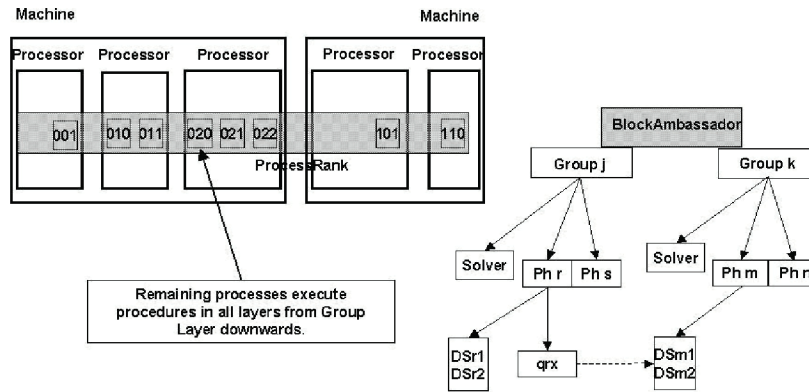 Machine
Machine
Processor
Processor
Processor
Processor
Processor
001
010
011
020
021
022
101
110
ProcessRank
BlockAmbassador
Group j
Group k
Solver
Ph r
Ph s
Solver
Ph m
Ph n
Remaining processes execute
procedures in all layers from Group
Layer downwards.
DSr1
DSr2
qrx
DSm1
DSm2